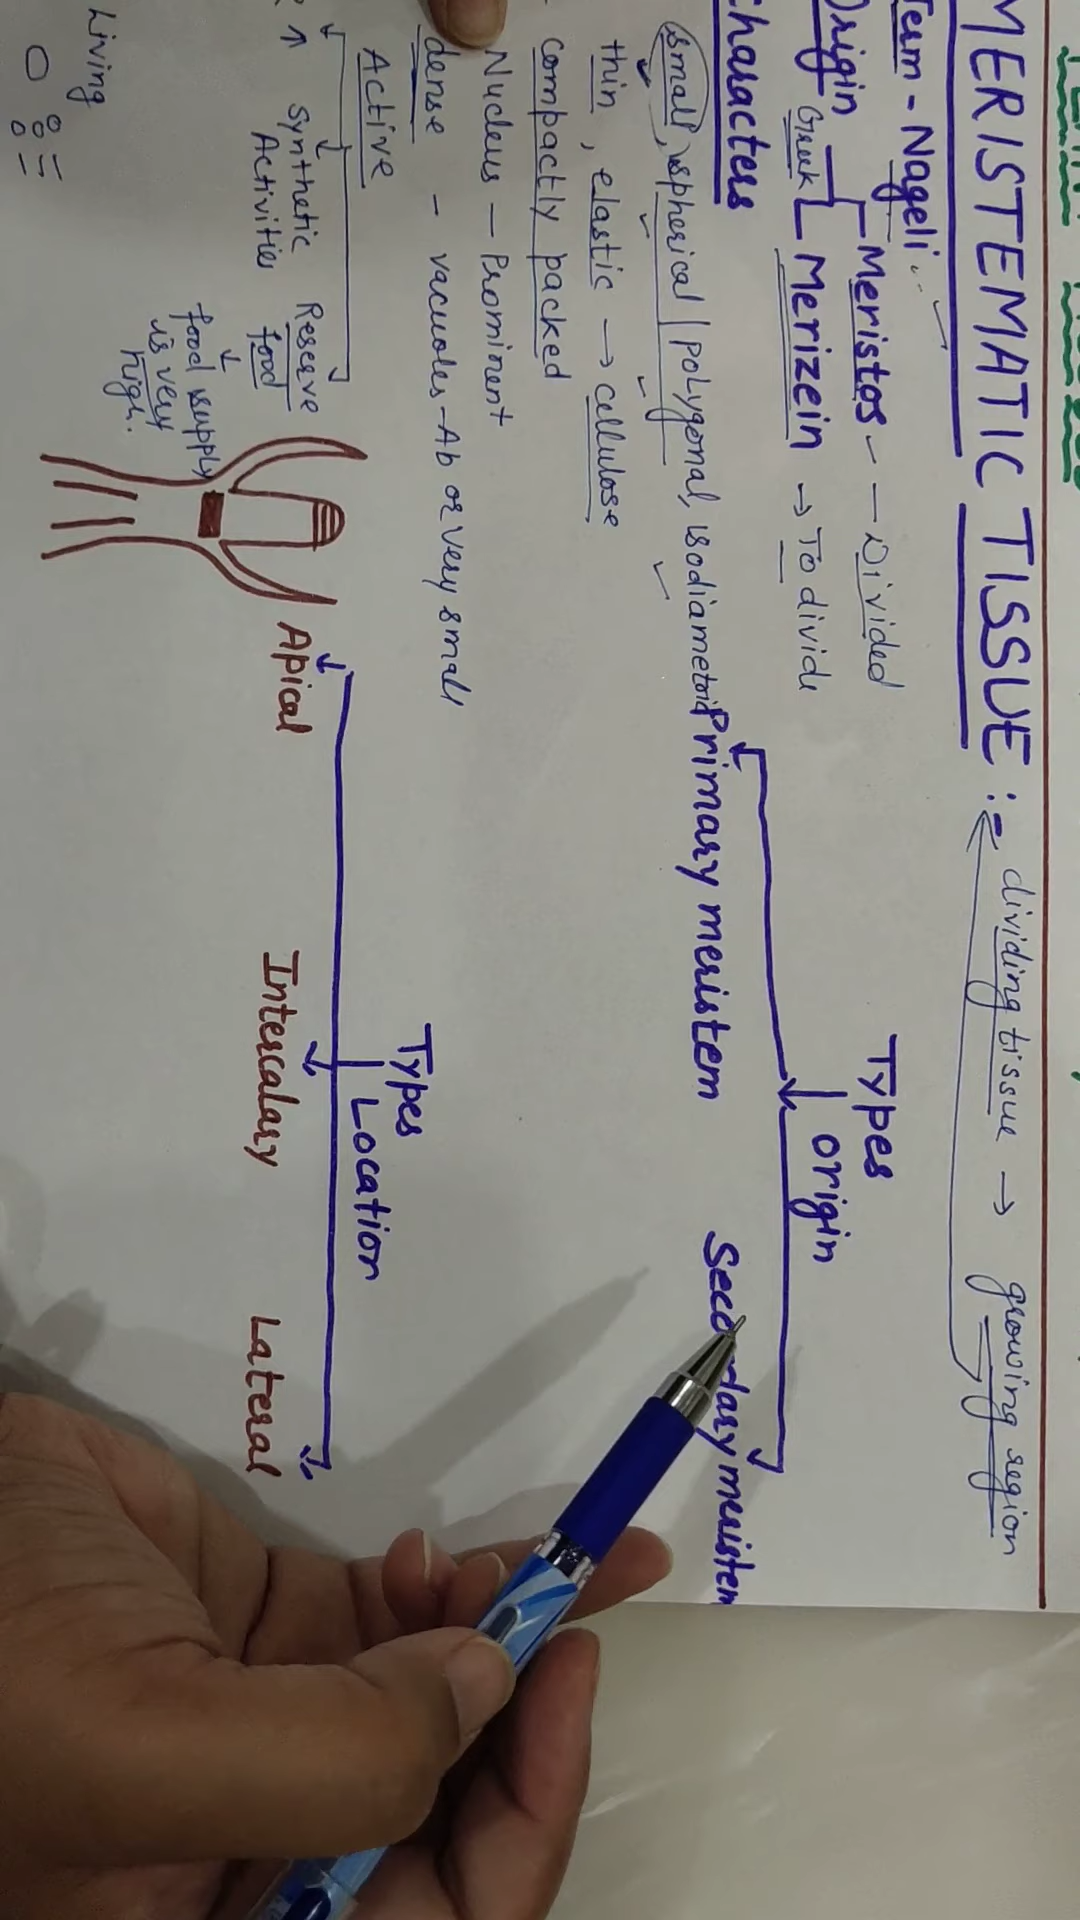 MERISTEMATIC TISSUE :- dividing tissue → growing region
Term - Nageli..
Origin Greek Meristos - - Divided
Merizein → To divide
Characters
small, spherical | polygonal, isodiametric
thin, elastic → cellulose
compactly packed
Nucleus - Prominent
dense - vacuoles - Ab or very small
Active
Synthetic Activities
Reserve food
food supply is very high.
Living
Types
origin
Primary meristem
Types
Location
Apical
Intercalary
Lateral